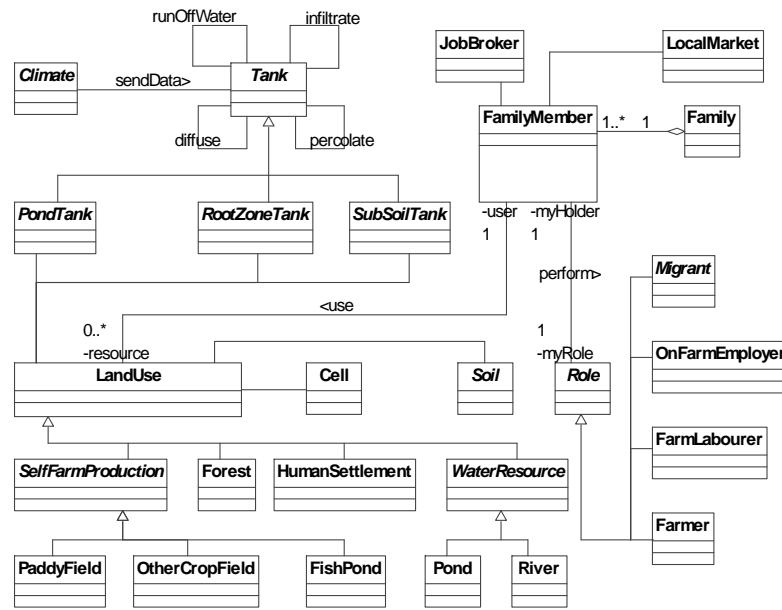 runOffWater
infiltrate
JobBroker
LocalMarket
Climate
sendData>
Tank
FamilyMember
1..*
1
Family
diffuse
percolate
PondTank
RootZoneTank
SubSoilTank
-user
-myHolder
1
1
perform>
Migrant
<use
0..*
-resource
1
-myRole
OnFarmEmployer
LandUse
Cell
Soil
Role
FarmLabourer
SelfFarmProduction
Forest
HumanSettlement
WaterResource
Farmer
PaddyField
OtherCropField
FishPond
Pond
River